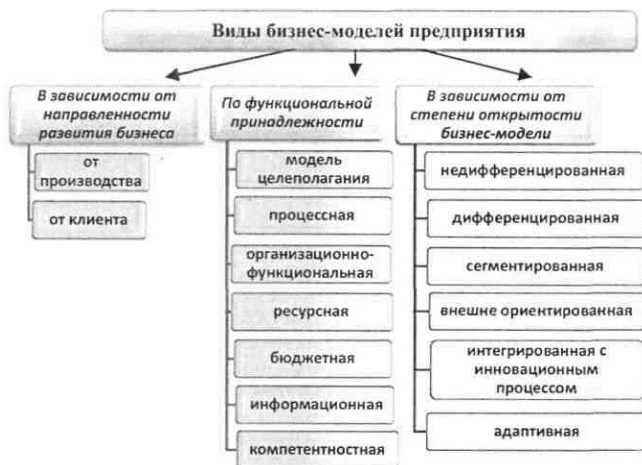 Виды бизнес-моделей предприятия
В зависимости от
направленности
развития бизнеса
от
производства
от клиента
По функциональной
принадлежности
модель
целеполагания
процессная
организационно-
функциональная
ресурсная
бюджетная
информационная
компетентностная
В зависимости от
степени открытости
бизнес-модели
недифференцированная
дифференцированная
сегментированная
внешне ориентированная
интегрированная с
инновационным
процессом
адаптивная